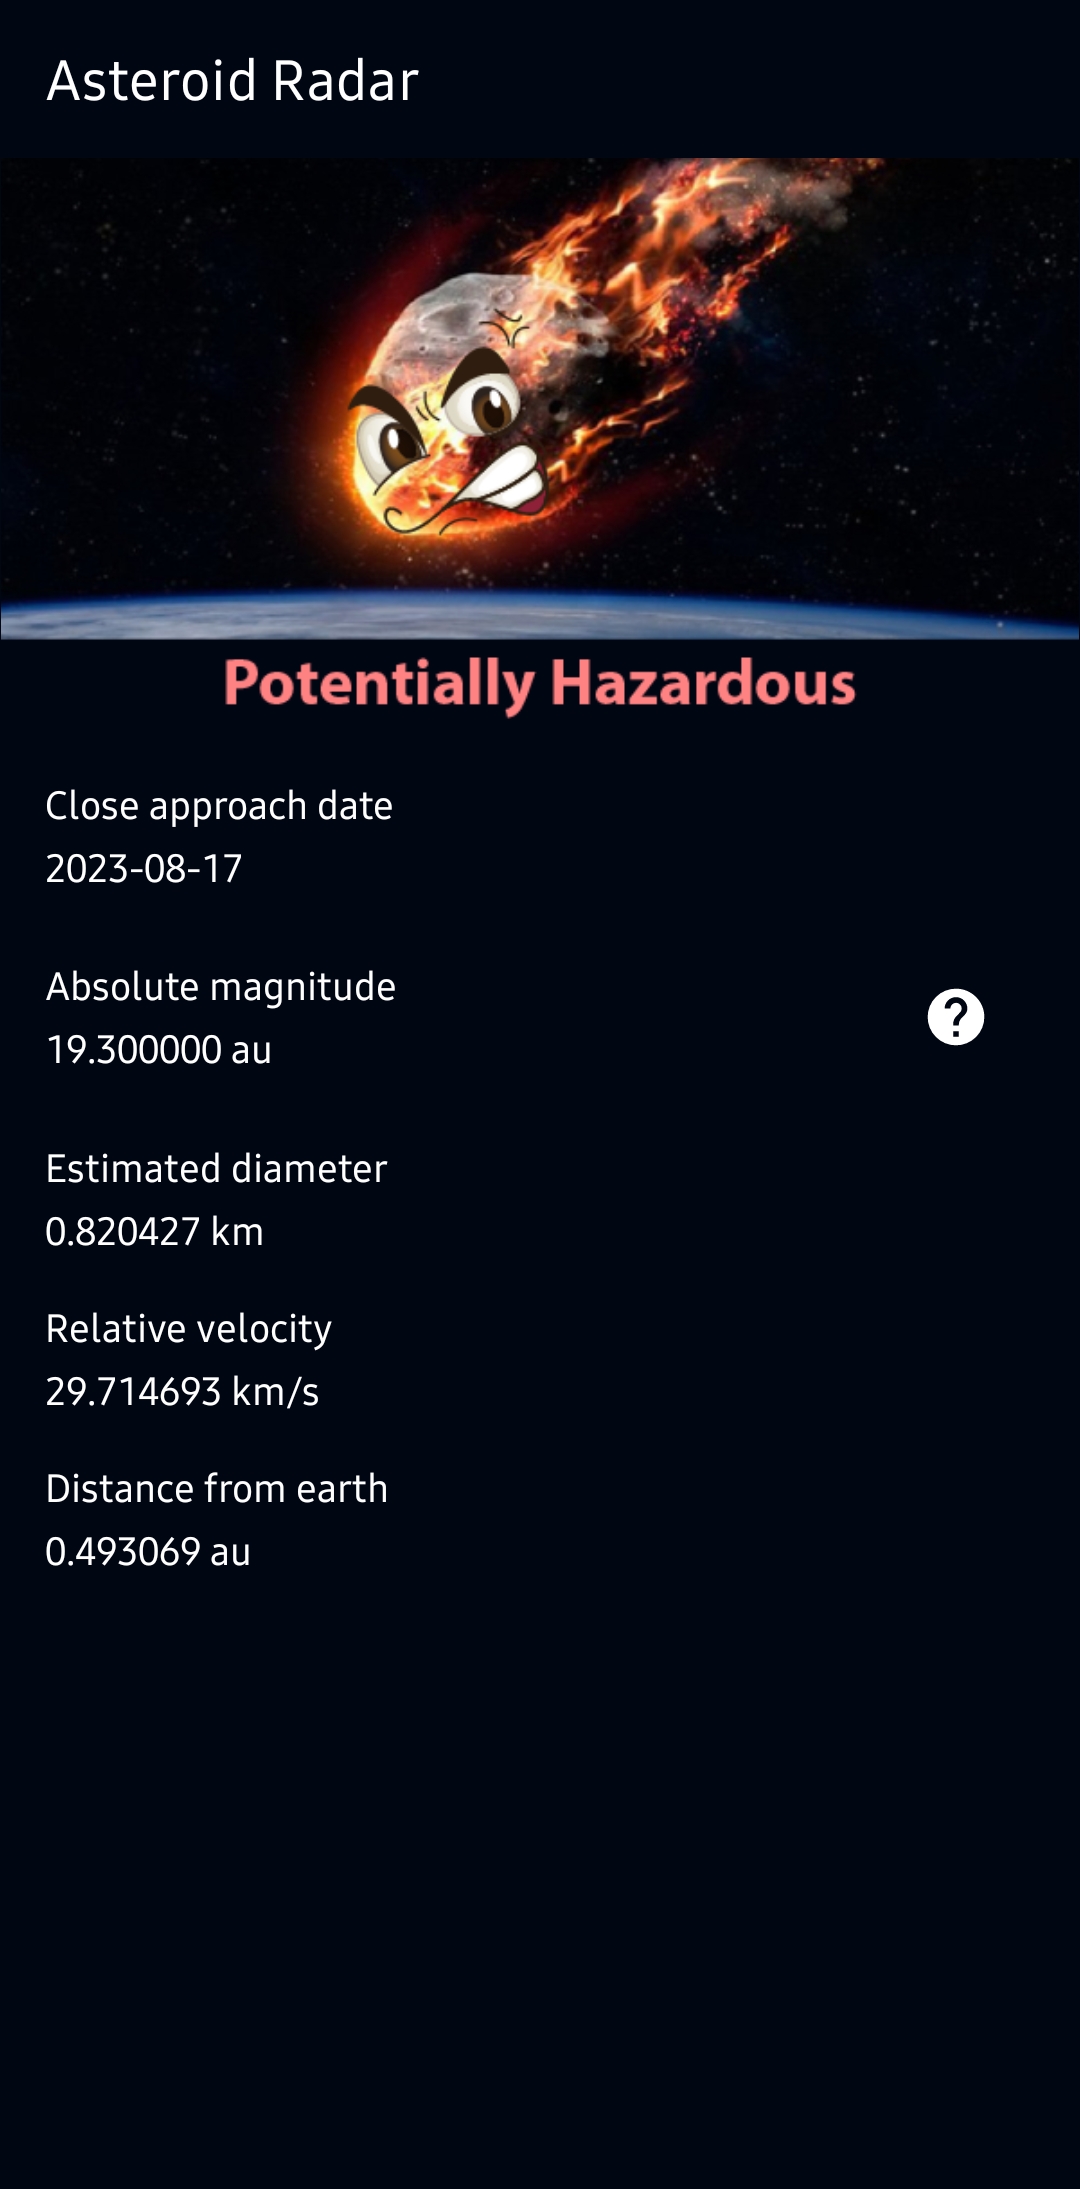 Asteroid Radar
Potentially Hazardous
Close approach date
2023-08-17
Absolute magnitude
19.300000 au
?
Estimated diameter
0.820427 km
Relative velocity
29.714693 km/s
Distance from earth
0.493069 au